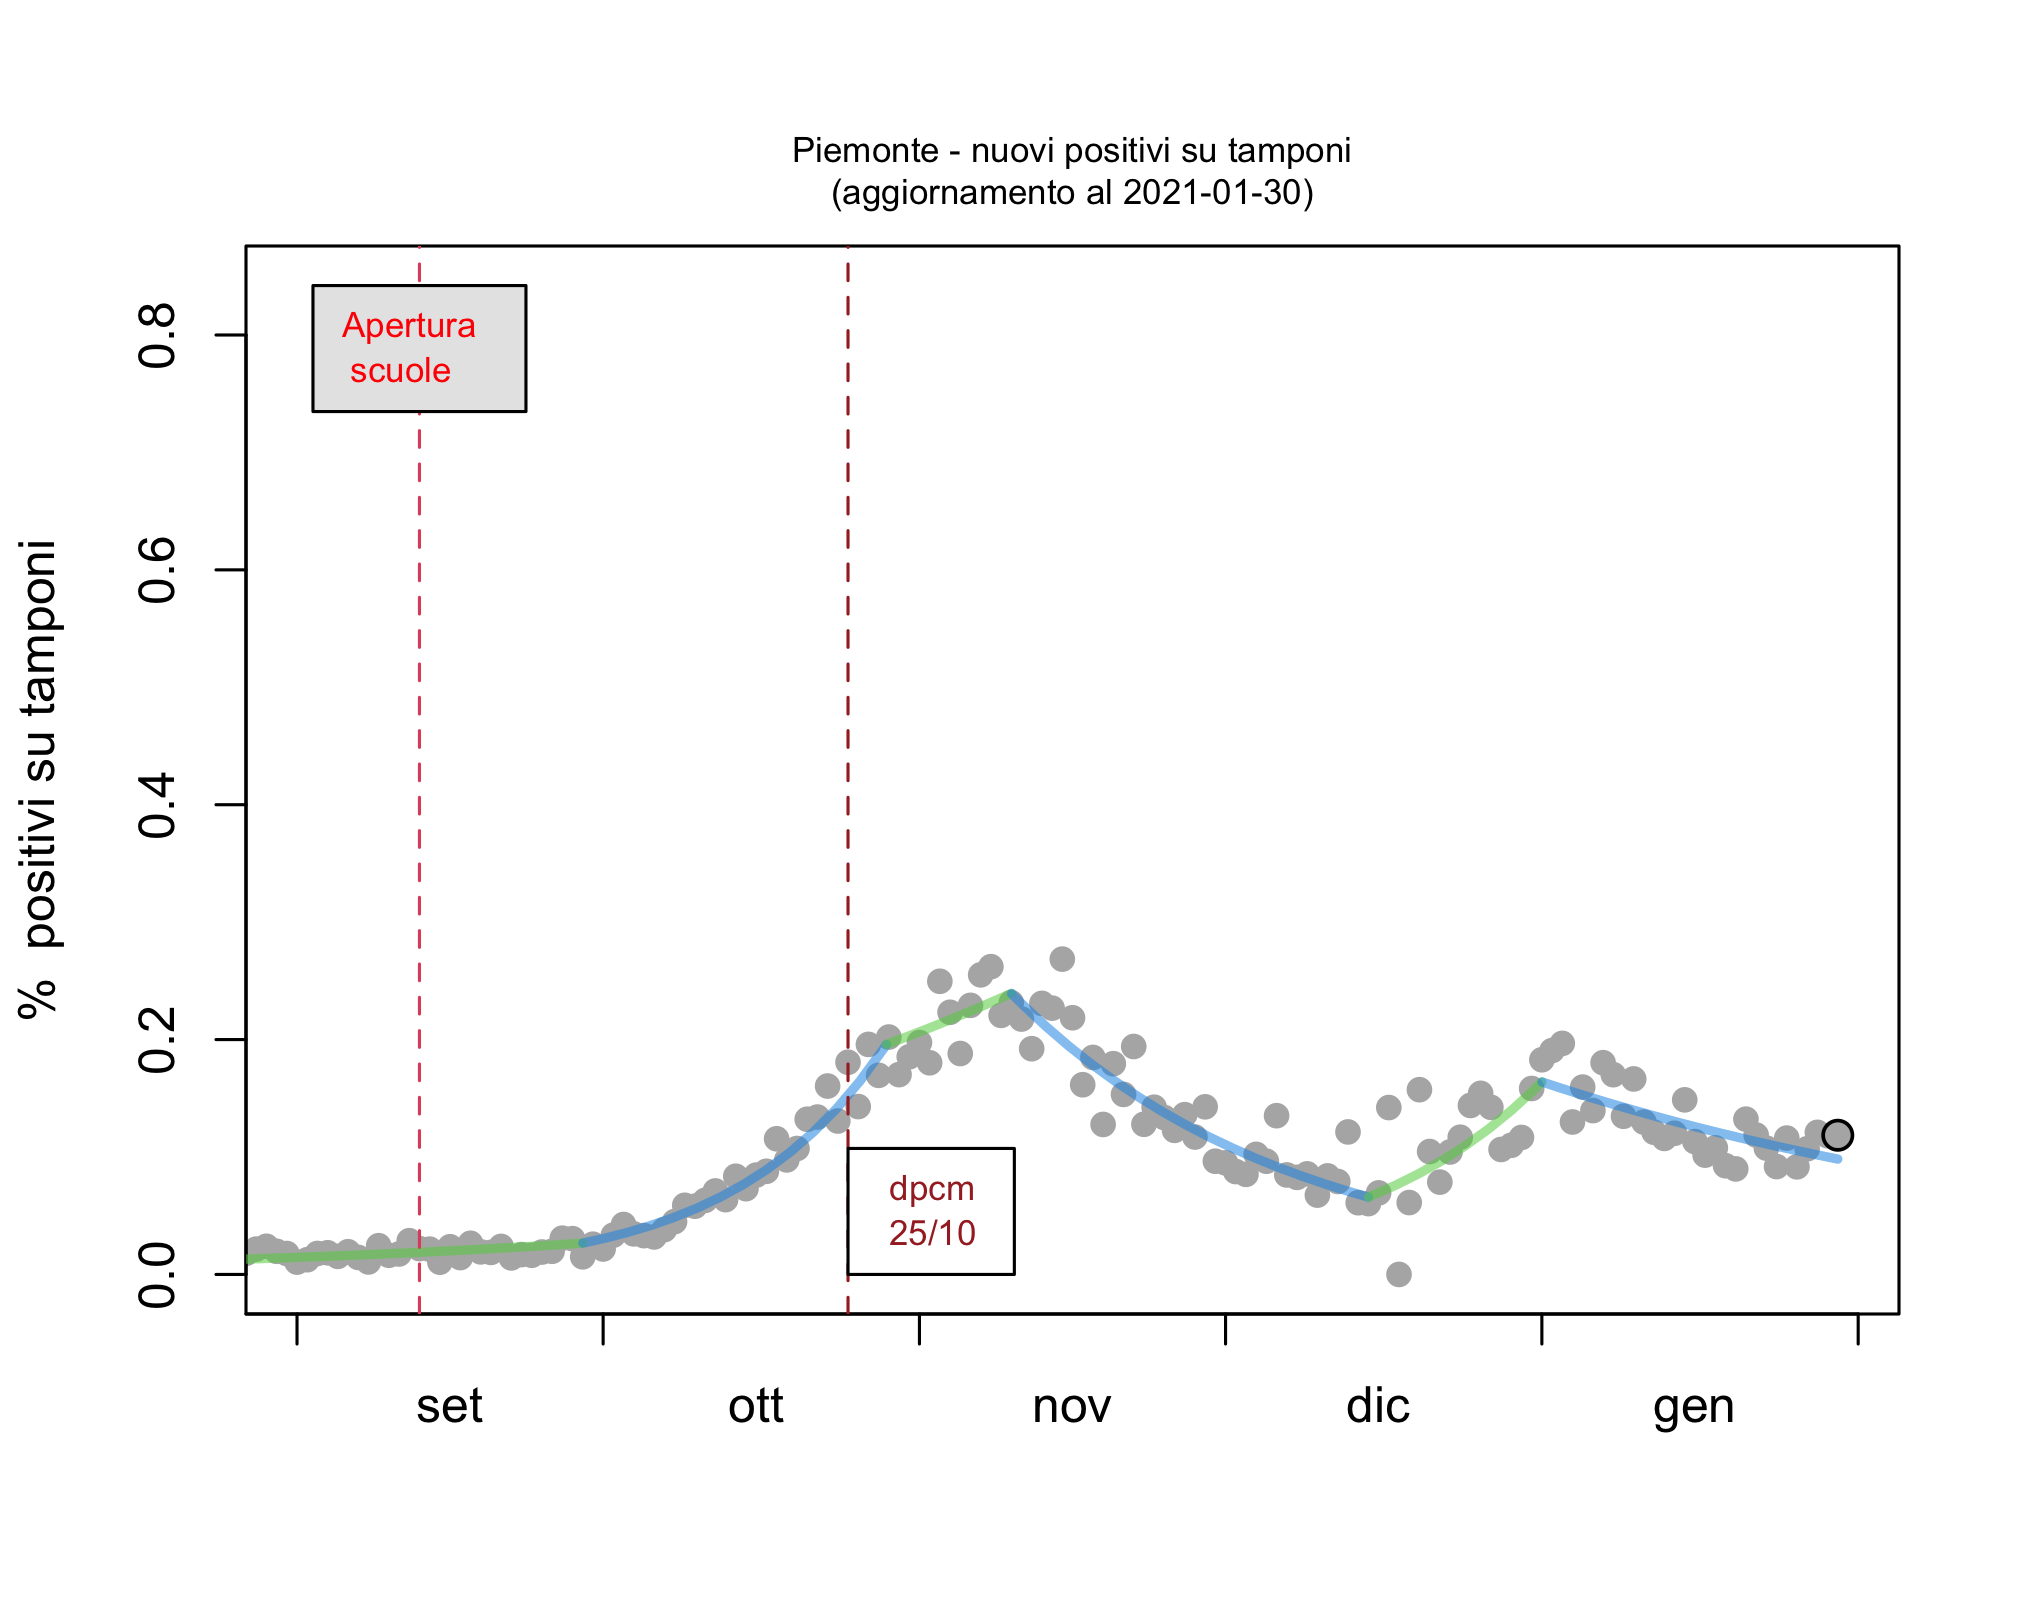 Piemonte - nuovi positivi su tamponi
(aggiornamento al 2021-01-30)
% positivi su tamponi
0.8
0.6
0.4
0.2
0.0
Apertura
scuole
dpcm
25/10
set
ott
nov
dic
gen